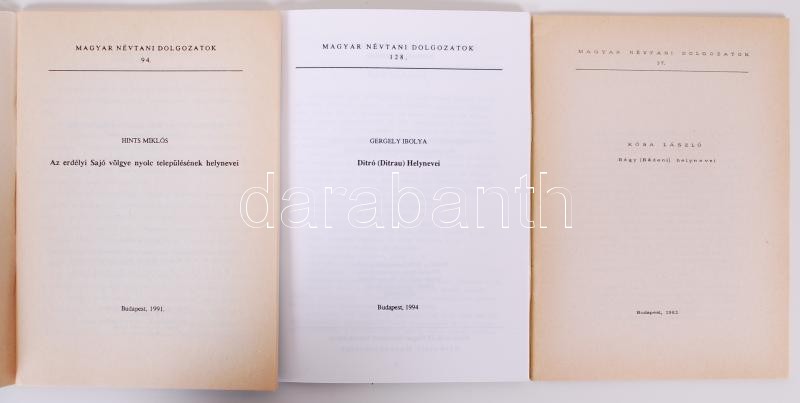 MAGYAR NÉVTANI DOLGOZATOK
94.
HINTS MIKLÓS
Az erdélyi Sajó völgye nyolc településének helynevei
Budapest, 1991.
MAGYAR NÉVTANI DOLGOZATOK
128.
GERGELY IBOLYA
Ditró (Ditrau) Helynevei
Budapest, 1994
MAGYAR NÉVTANI DOLGOZATOK
37.
KÓSA LÁSZLÓ
Bégy (Bădeni) helynevei
Budapest, 1982
darabanth